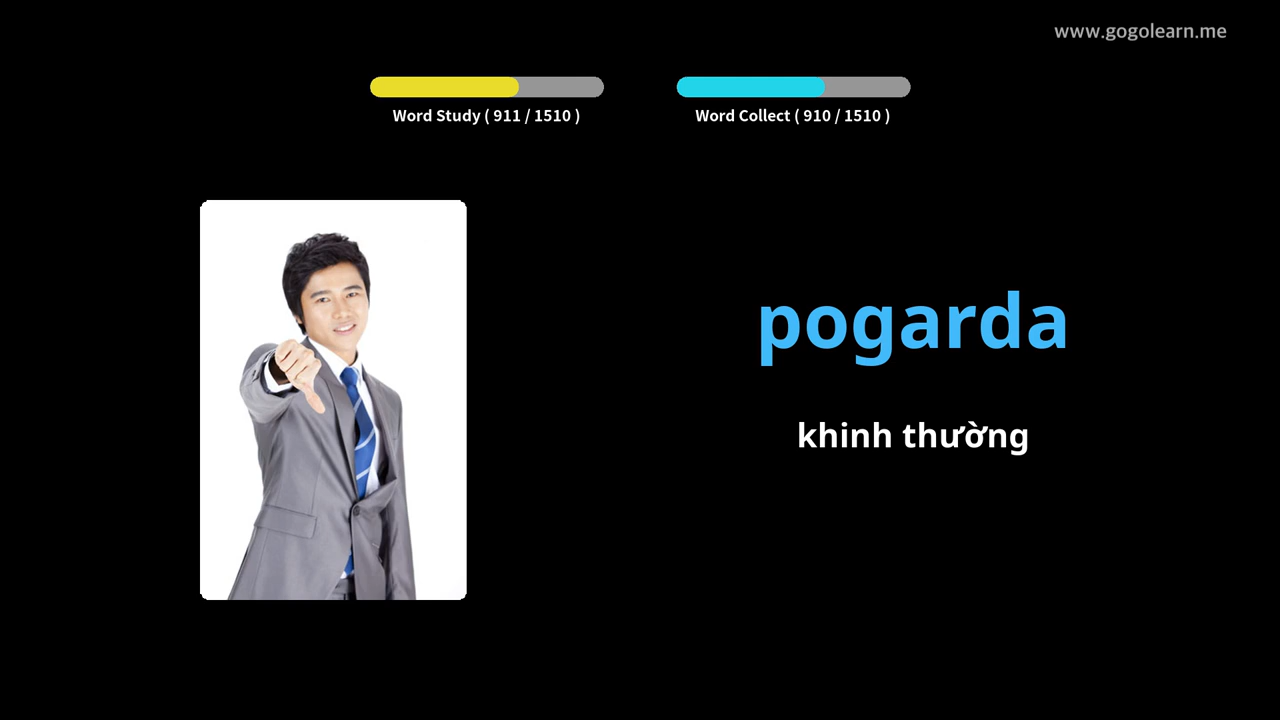 www.gogolearn.me
Word Study ( 911 / 1510 )
Word Collect ( 910 / 1510 )
pogarda
khinh thường